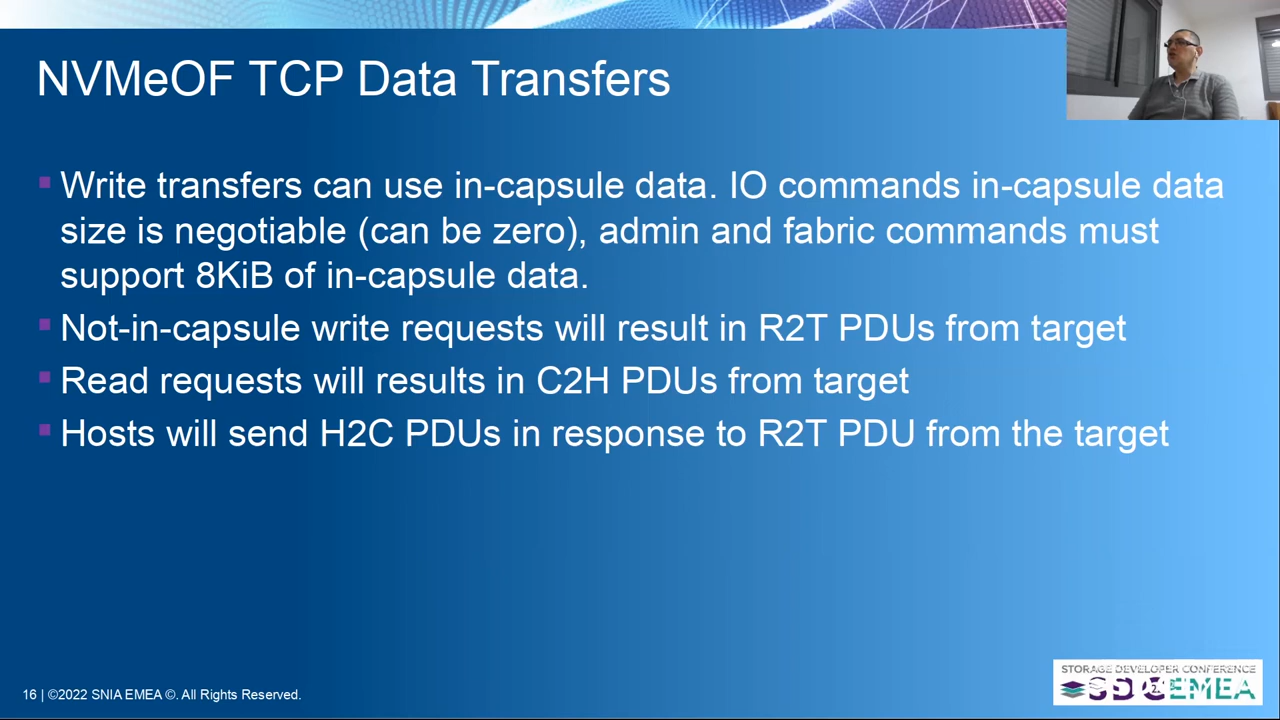 NVMeOF TCP Data Transfers
Write transfers can use in-capsule data. IO commands in-capsule data
size is negotiable (can be zero), admin and fabric commands must
support 8KiB of in-capsule data.
Not-in-capsule write requests will result in R2T PDUs from target
Read requests will results in C2H PDUs from target
Hosts will send H2C PDUs in response to R2T PDU from the target
STORAGE DEVELOPER CONFERENCE
EMEA
16 | ©2022 SNIA EMEA ©. All Rights Reserved.